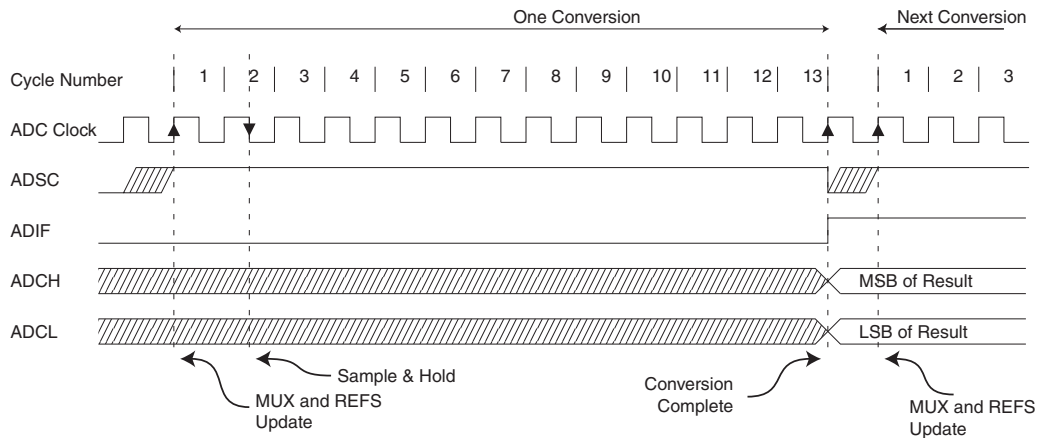 One Conversion
Next Conversion
Cycle Number 1 2 3 4 5 6 7 8 9 10 11 12 13 1 2 3
ADC Clock
ADSC
ADIF
ADCH
MSB of Result
ADCL
LSB of Result
Sample & Hold
MUX and REFS
Update
Conversion
Complete
MUX and REFS
Update